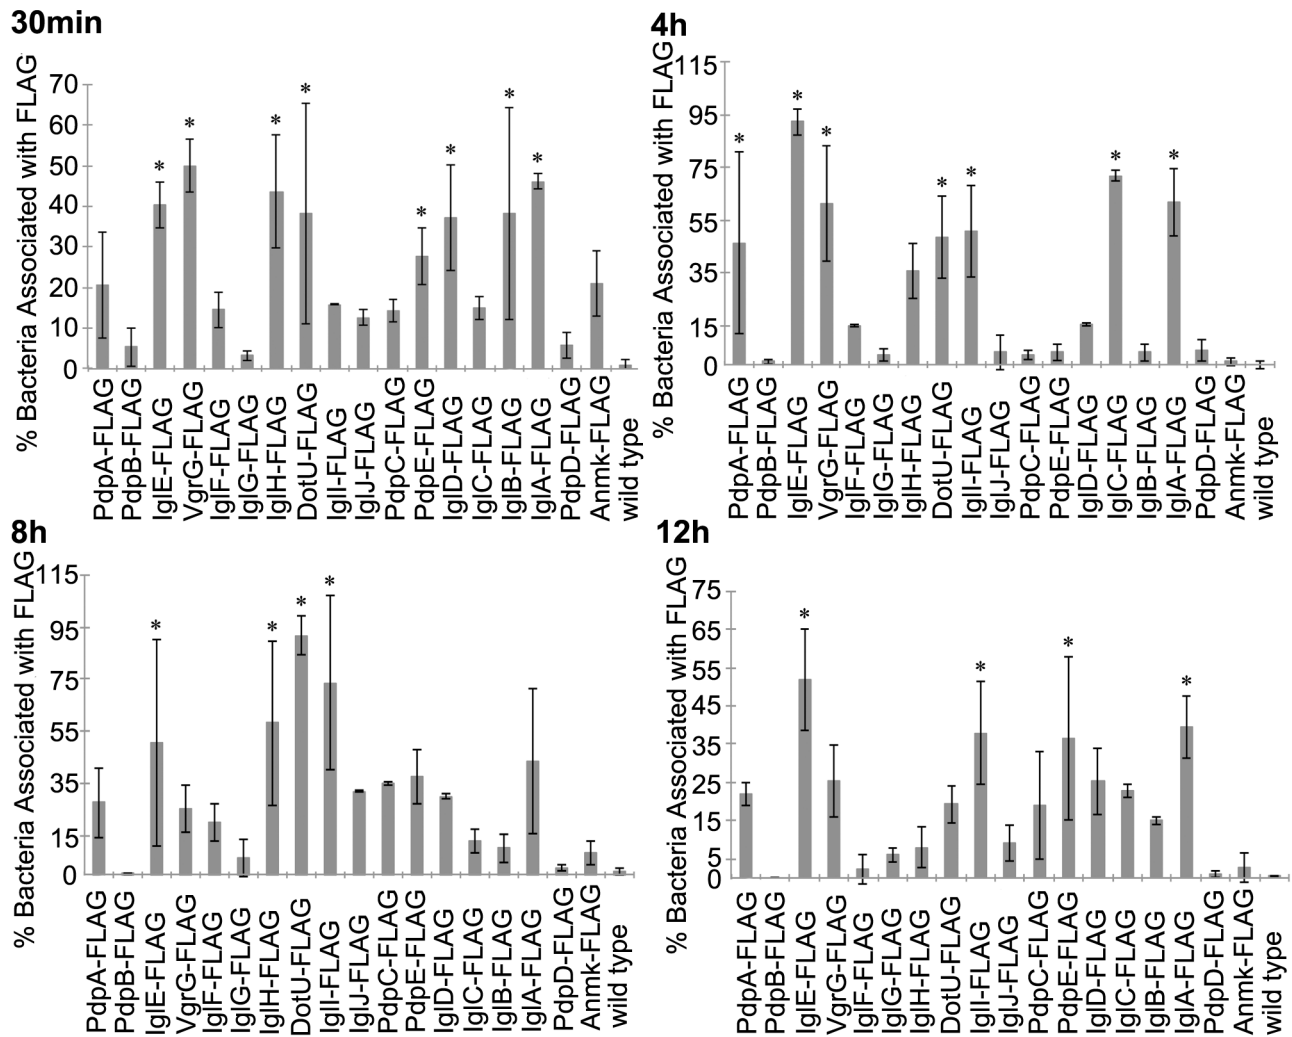 30min
% Bacteria Associated with FLAG
70
60
50
40
30
20
10
0
* * * * * * * *
PdpA-FLAG
PdpB-FLAG
IglE-FLAG
VgrG-FLAG
IglF-FLAG
IglG-FLAG
IglH-FLAG
DotU-FLAG
IglI-FLAG
IglJ-FLAG
PdpC-FLAG
PdpE-FLAG
IglD-FLAG
IglC-FLAG
IglB-FLAG
IglA-FLAG
PdpD-FLAG
Anmk-FLAG
wild type
4h
% Bacteria Associated with FLAG
115
95
75
55
35
15
0
* * * * * * *
PdpA-FLAG
PdpB-FLAG
IglE-FLAG
VgrG-FLAG
IglF-FLAG
IglG-FLAG
IglH-FLAG
DotU-FLAG
IglI-FLAG
IglJ-FLAG
PdpC-FLAG
PdpE-FLAG
IglD-FLAG
IglC-FLAG
IglB-FLAG
IglA-FLAG
PdpD-FLAG
Anmk-FLAG
wild type
8h
% Bacteria Associated with FLAG
115
95
75
55
35
15
0
* * * *
PdpA-FLAG
PdpB-FLAG
IglE-FLAG
VgrG-FLAG
IglF-FLAG
IglG-FLAG
IglH-FLAG
DotU-FLAG
IglI-FLAG
IglJ-FLAG
PdpC-FLAG
PdpE-FLAG
IglD-FLAG
IglC-FLAG
IglB-FLAG
IglA-FLAG
PdpD-FLAG
Anmk-FLAG
wild type
12h
% Bacteria Associated with FLAG
75
65
55
45
35
25
15
5
0
* * * *
PdpA-FLAG
PdpB-FLAG
IglE-FLAG
VgrG-FLAG
IglF-FLAG
IglG-FLAG
IglH-FLAG
DotU-FLAG
IglI-FLAG
IglJ-FLAG
PdpC-FLAG
PdpE-FLAG
IglD-FLAG
IglC-FLAG
IglB-FLAG
IglA-FLAG
PdpD-FLAG
Anmk-FLAG
wild type